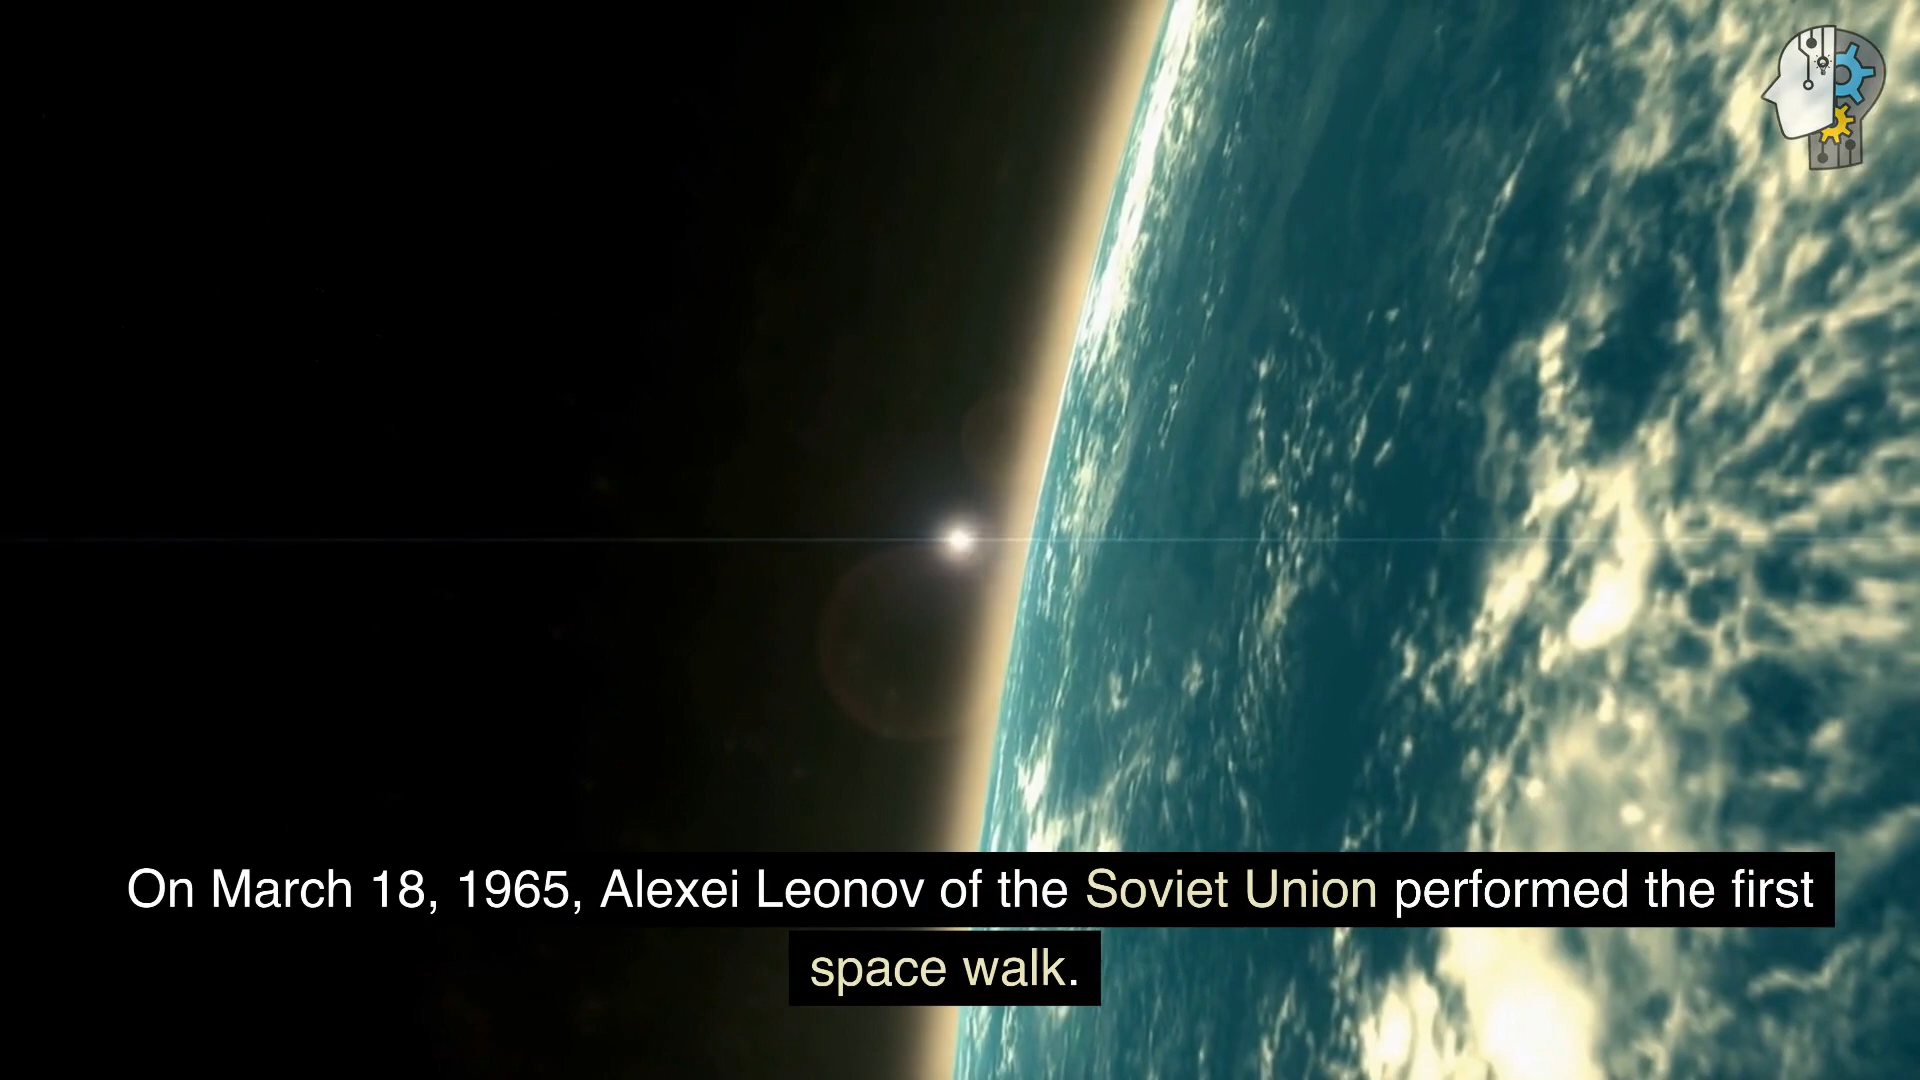 On March 18, 1965, Alexei Leonov of the Soviet Union performed the first
space walk.